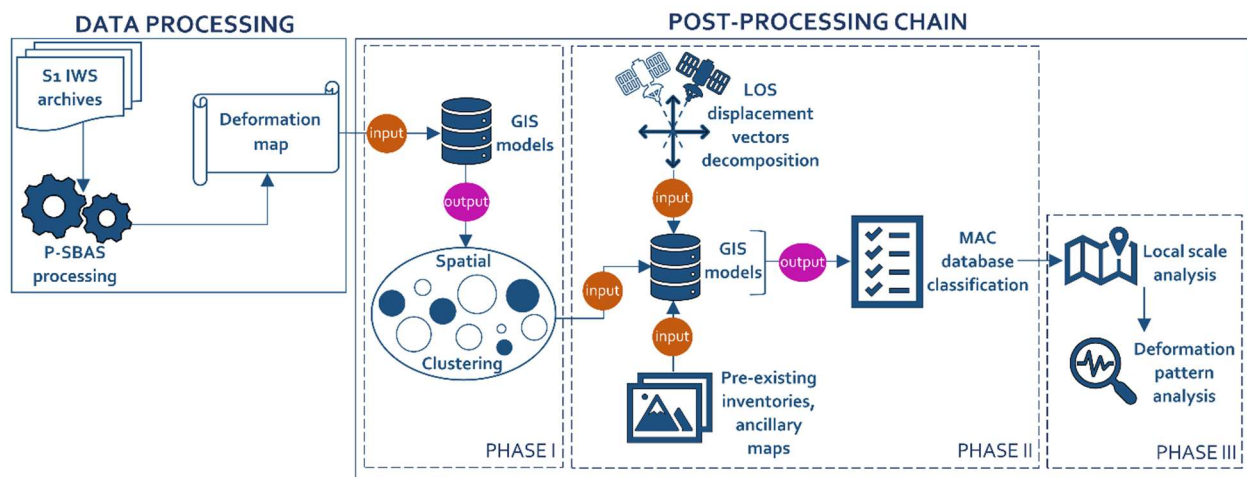 DATA PROCESSING
S1 IWS
archives
Deformation
map
P-SBAS
processing
POST-PROCESSING CHAIN
input
GIS
models
output
Spatial
Clustering
PHASE I
input
LOS
displacement
vectors
decomposition
input
GIS
models
input
Pre-existing
inventories,
ancillary
maps
output
MAC
database
classification
PHASE II
Local scale
analysis
Deformation
pattern
analysis
PHASE III